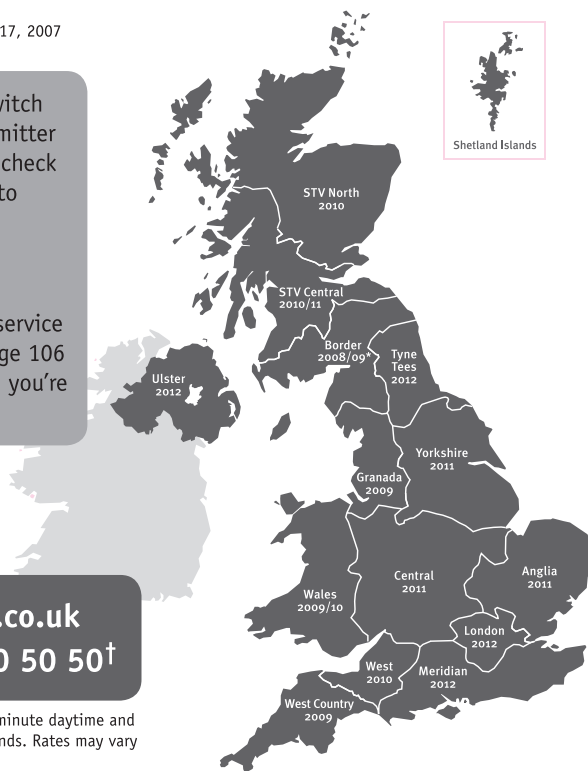 17, 2007
witch
mitter
check
to
service
ge 106
you're
.co.uk
0 50 50†
minute daytime and
nds. Rates may vary
Shetland Islands
STV North
2010
STV Central
2010/11
Border
2008/09*
Tyne
Tees
2012
Ulster
2012
Yorkshire
2011
Granada
2009
Anglia
2011
Central
2011
Wales
2009/10
London
2012
West
2010
Meridian
2012
West Country
2009